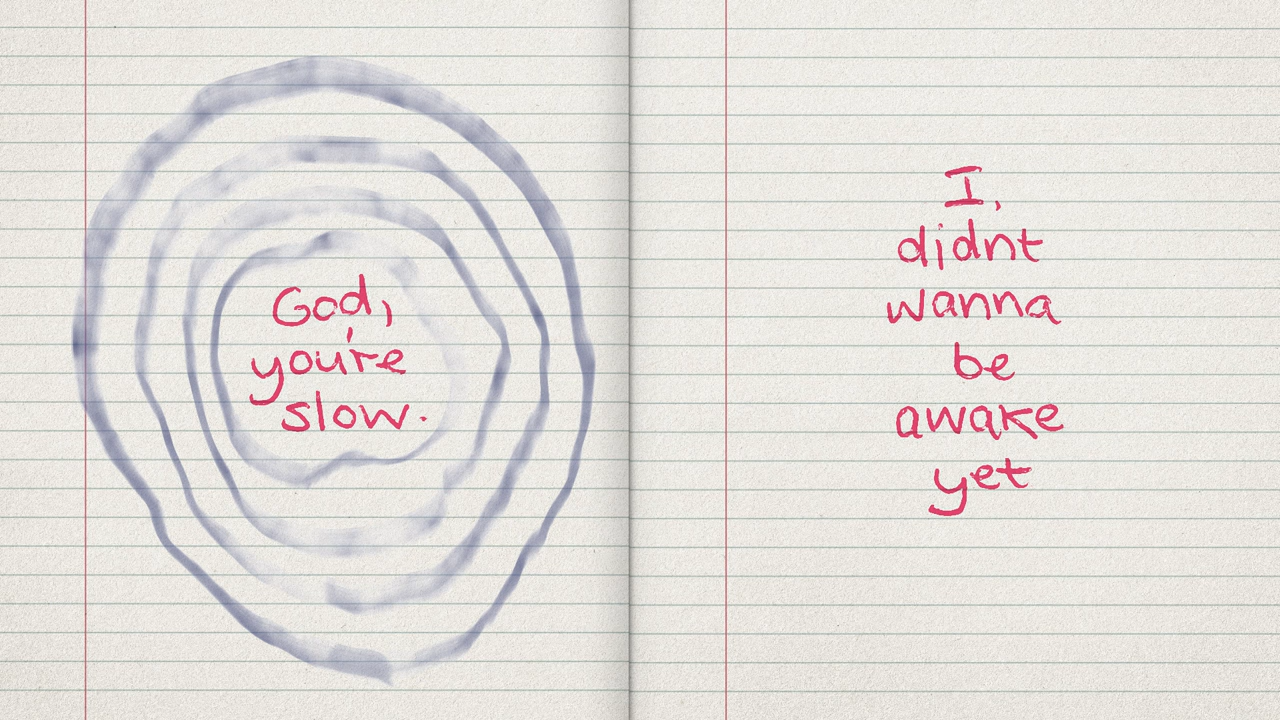 God,
you're
slow.
I,
didnt
wanna
be
awake
yet